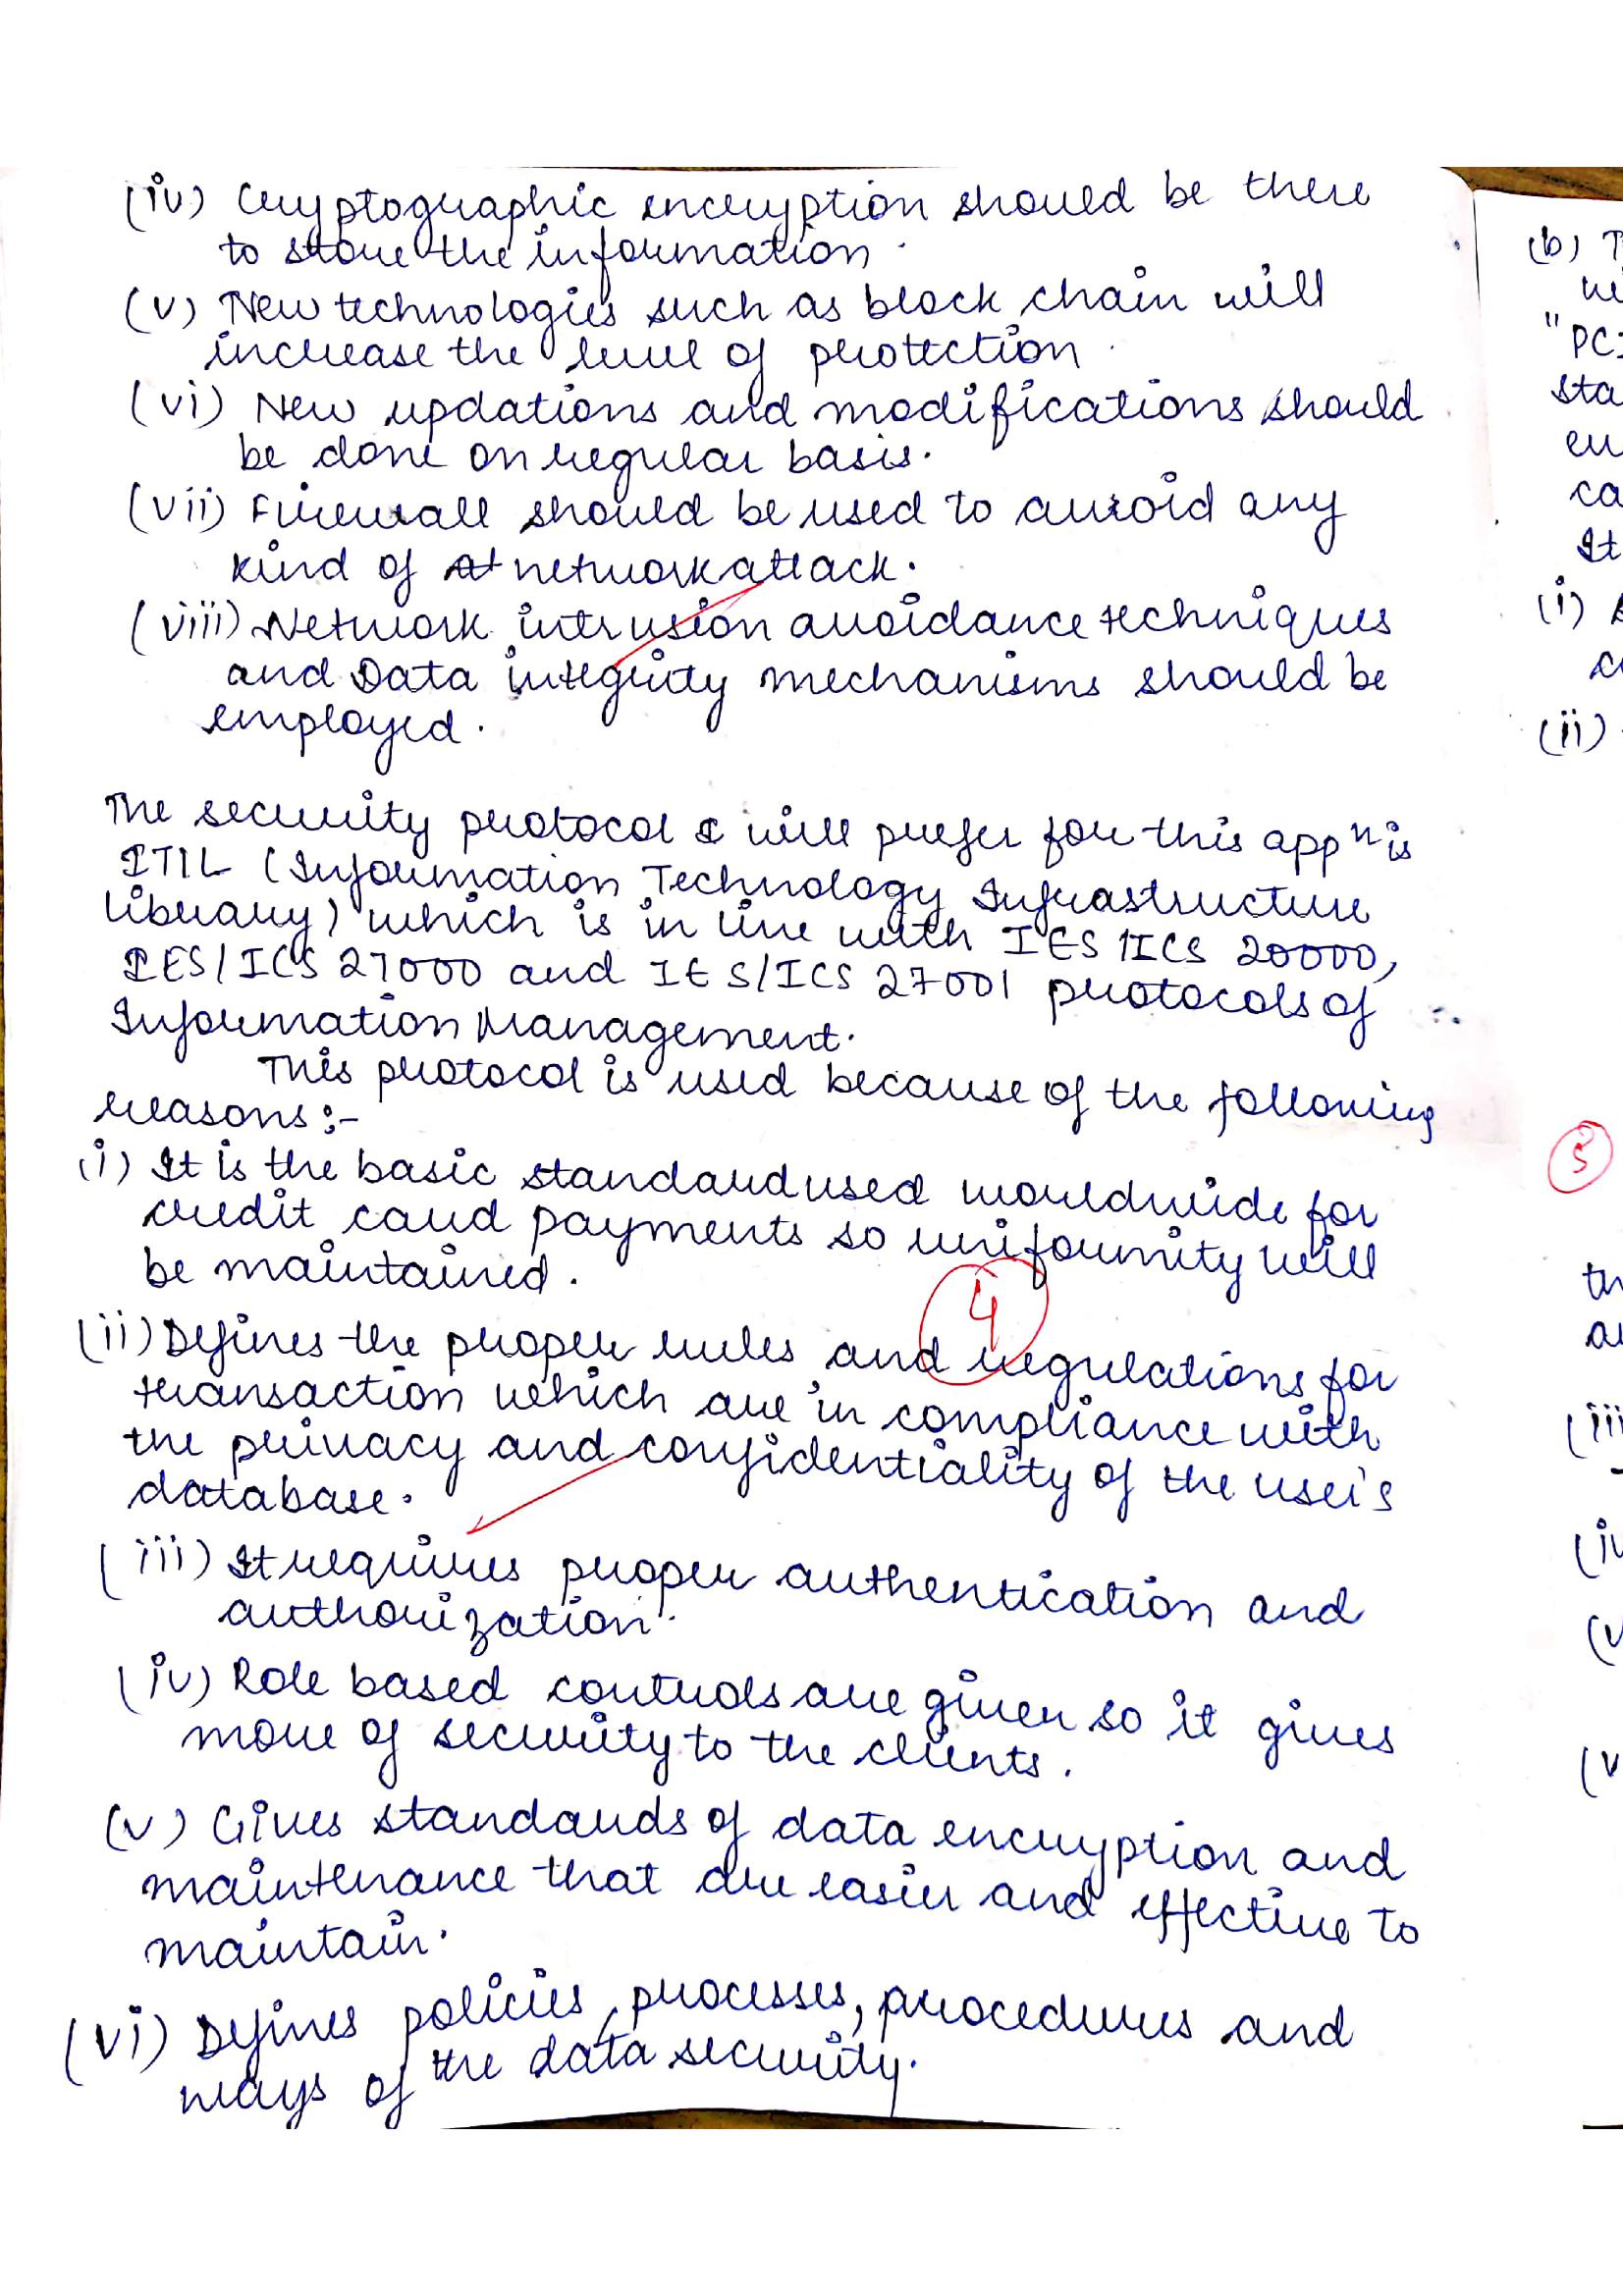 (iv) Cryptographic encryption should be there
to store the information.
(v) New technologies such as block chain will
increase the level of protection.
(vi) New updations and modifications should
be done on regular basis.
(vii) Firewall should be used to avoid any
kind of At network attack.
(viii) Network intrusion avoidance techniques
and Data integrity mechanisms should be
employed.
The security protocol I will prefer for this appⁿ is
ITIL (Information Technology Infrastructure
Library) which is in line with IES/ICS 20000,
IES/ICS 27000 and IES/ICS 27001 protocols of
Information Management.
This protocol is used because of the following
reasons:-
(i) It is the basic standard used worldwide for
credit card payments so uniformity will
be maintained.
4
(ii) Defines the proper rules and regulations for
transaction which are in compliance with
the privacy and confidentiality of the user's
database.
(iii) It requires proper authentication and
authorization.
(iv) Role based controls are given so it gives
more of security to the clients.
(v) Gives standards of data encryption and
maintenance that are easier and effective to
maintain.
(vi) Defines policies, processes, procedures and
ways of the data security.
(b)
"PCI
sta
en
ca
It
(i)
(ii)
5
th
(iii
(iv
(v
(v